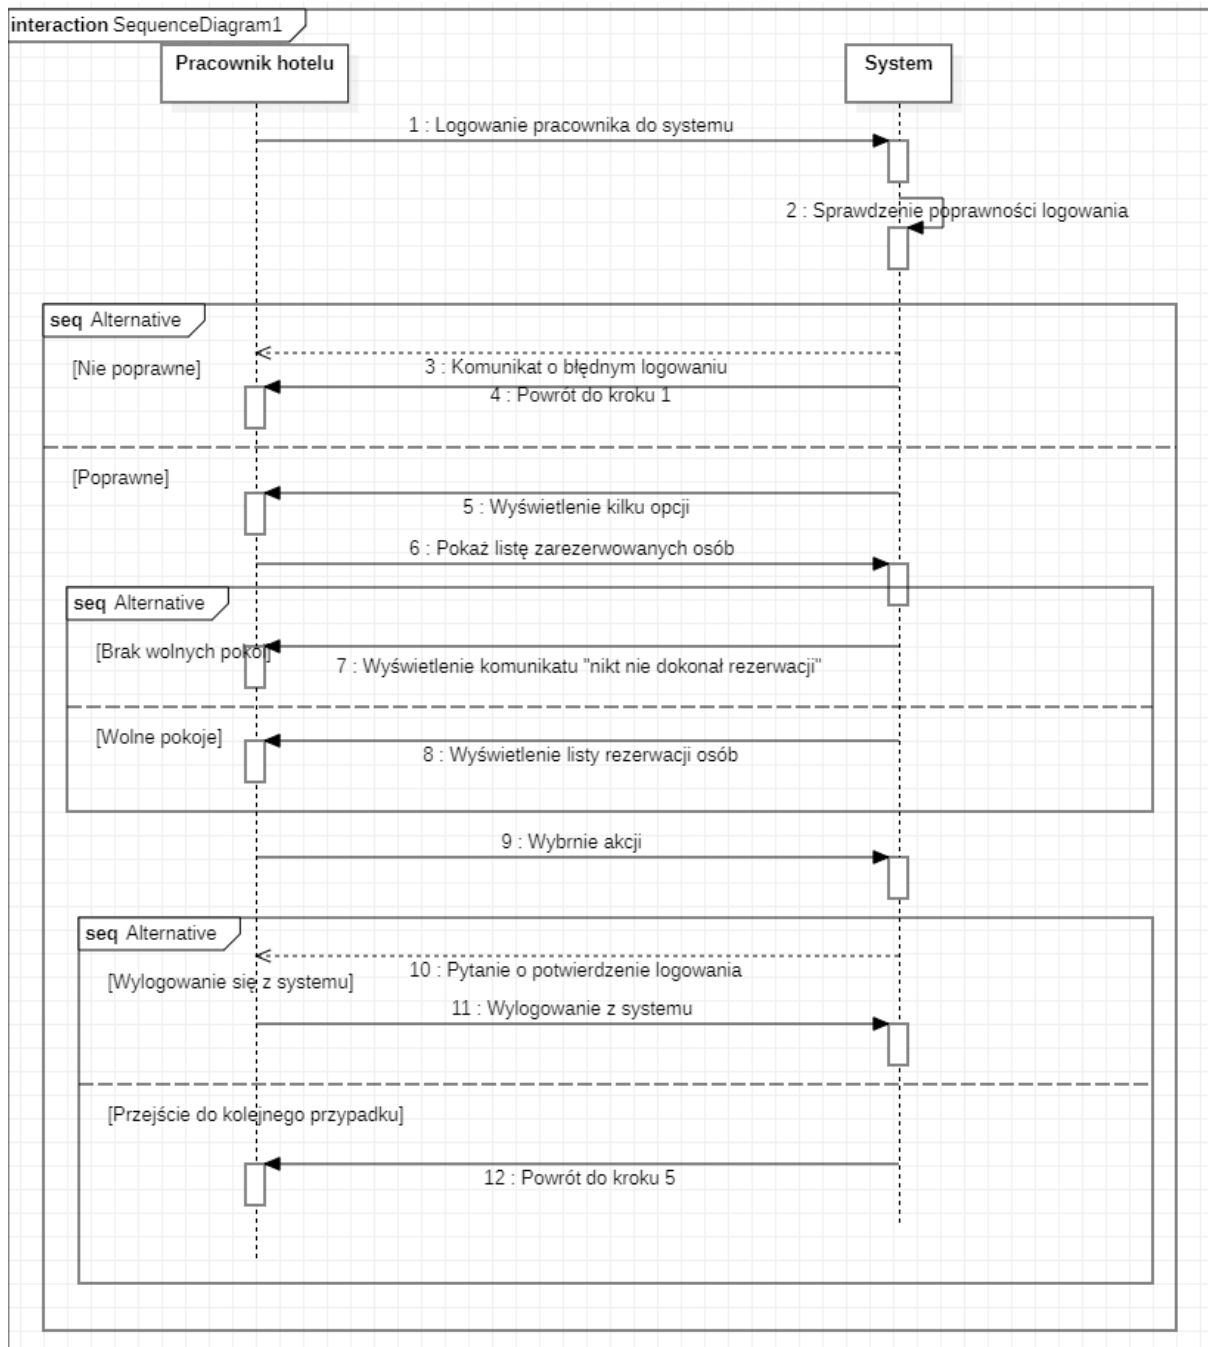 interaction SequenceDiagram1
Pracownik hotelu
System
1 : Logowanie pracownika do systemu
2 : Sprawdzenie poprawności logowania
seq Alternative
[Nie poprawne]
3 : Komunikat o błędnym logowaniu
4 : Powrót do kroku 1
[Poprawne]
5 : Wyświetlenie kilku opcji
6 : Pokaż listę zarezerwowanych osób
seq Alternative
[Brak wolnych pokoi]
7 : Wyświetlenie komunikatu "nikt nie dokonał rezerwacji"
[Wolne pokoje]
8 : Wyświetlenie listy rezerwacji osób
9 : Wybrnie akcji
seq Alternative
[Wylogowanie się z systemu]
10 : Pytanie o potwierdzenie logowania
11 : Wylogowanie z systemu
[Przejście do kolejnego przypadku]
12 : Powrót do kroku 5